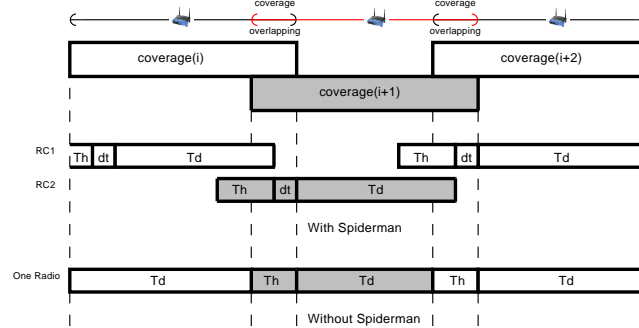 coverage
coverage
overlapping
overlapping
coverage(i)
coverage(i+2)
coverage(i+1)
RC1
Th dt Td Th dt Td
RC2
Th dt Td
With Spiderman
One Radio
Td Th Td Th Td
Without Spiderman